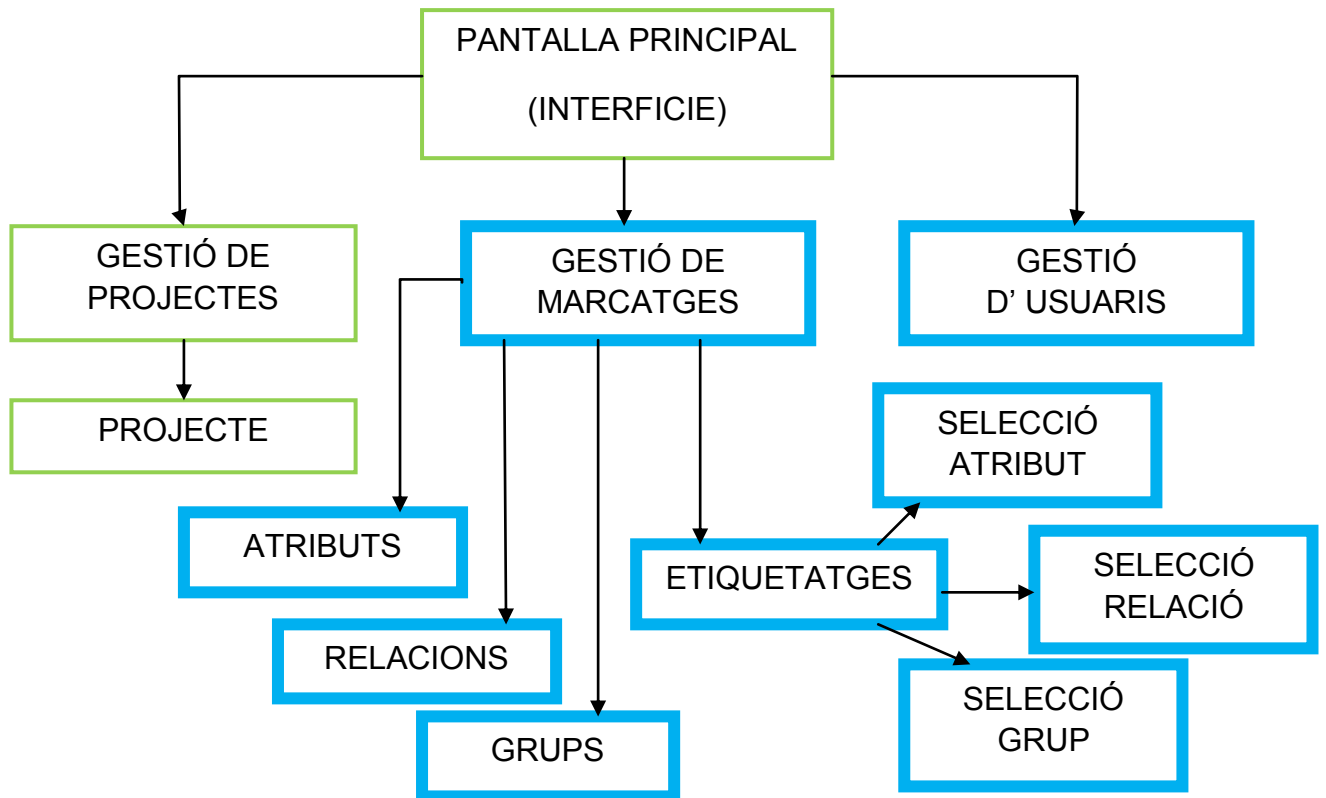 PANTALLA PRINCIPAL
(INTERFICIE)
GESTIÓ DE
PROJECTES
GESTIÓ DE
MARCATGES
GESTIÓ
D' USUARIS
PROJECTE
SELECCIÓ
ATRIBUT
ATRIBUTS
ETIQUETATGES
SELECCIÓ
RELACIÓ
RELACIONS
SELECCIÓ
GRUP
GRUPS